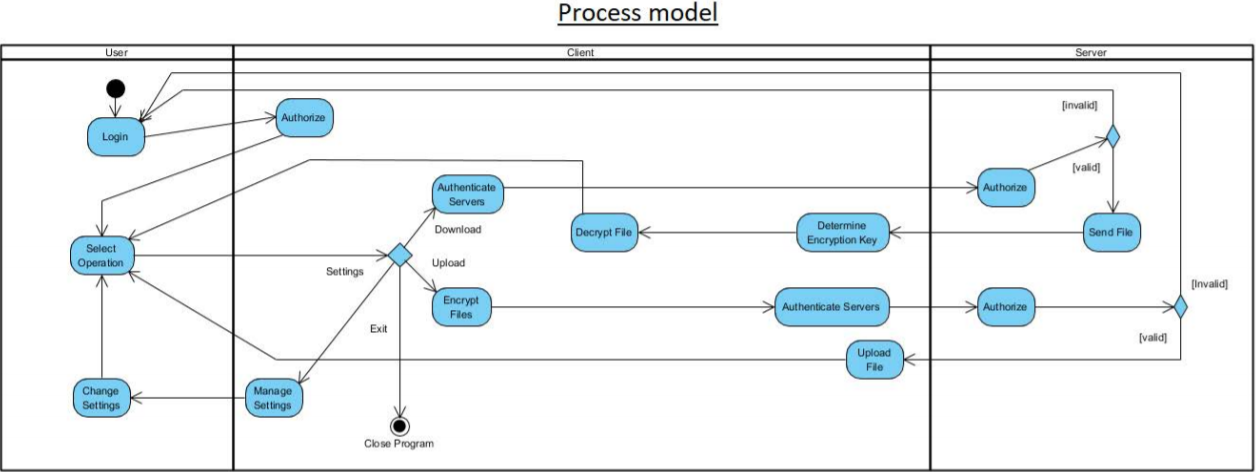 Process model
User
Client
Server
[invalid]
Authorize
Login
[valid]
Authenticate
Servers
Authorize
Download
Decrypt File
Determine
Encryption Key
Send File
Select
Operation
Settings
Upload
[Invalid]
Encrypt
Files
Authenticate Servers
Authorize
Exit
[valid]
Upload
File
Change
Settings
Manage
Settings
Close Program